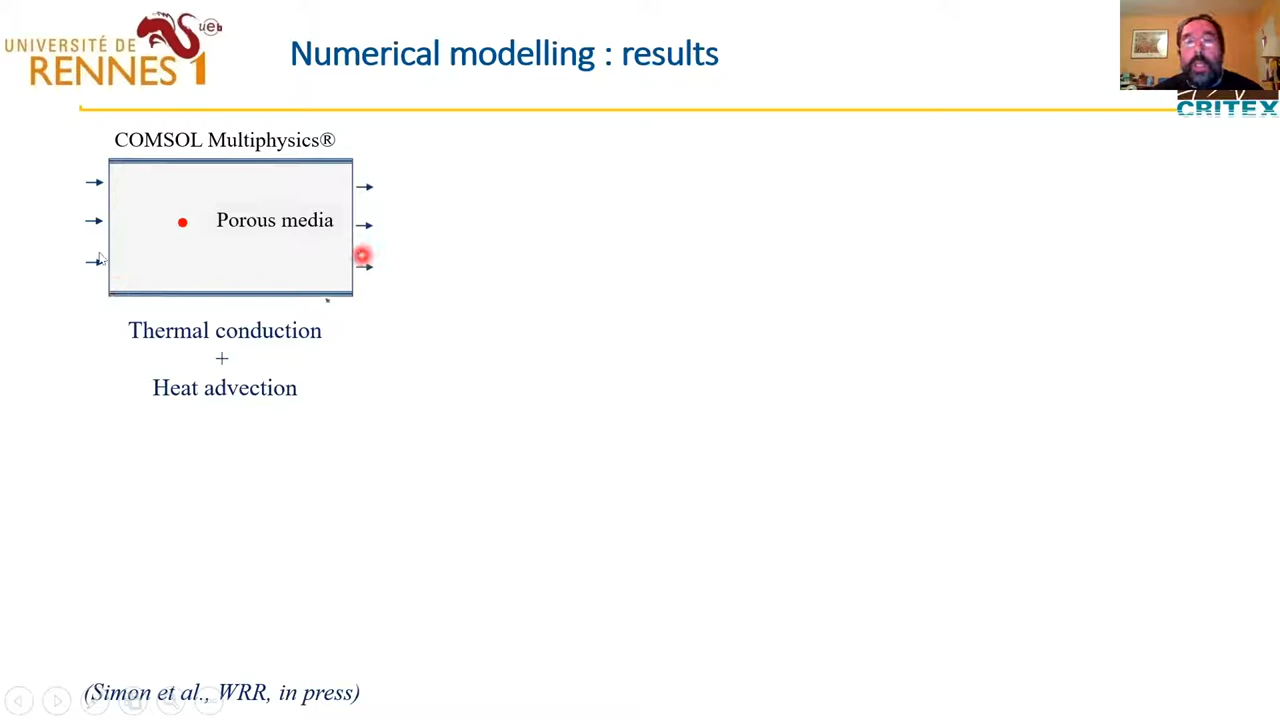 UNIVERSITÉ DE
RENNES 1
ueb
Numerical modelling : results
CRITEX
COMSOL Multiphysics®
Porous media
Thermal conduction
+
Heat advection
(Simon et al., WRR, in press)